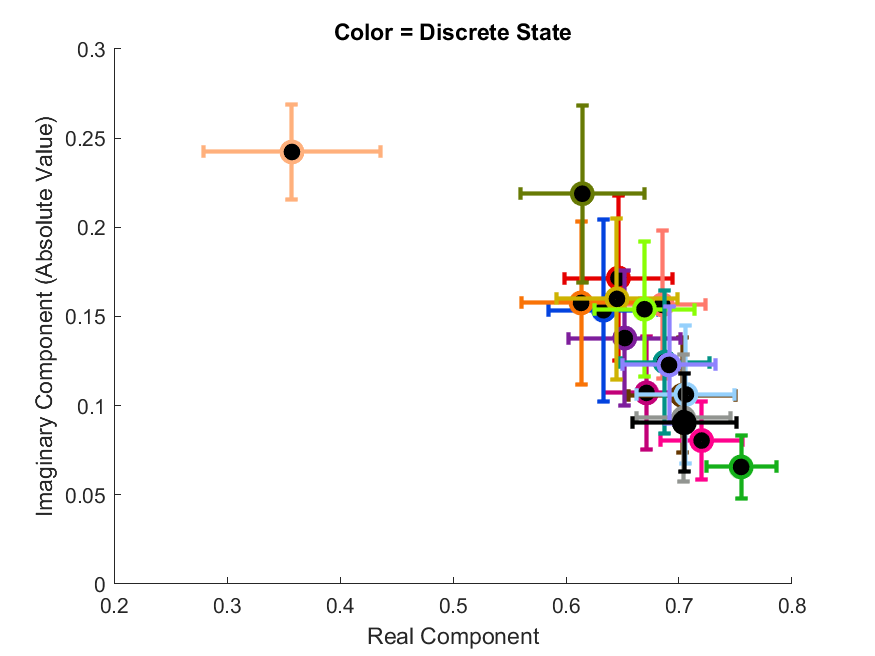 Color = Discrete State
0.3
0.25
0.2
0.15
0.1
0.05
0
Imaginary Component (Absolute Value)
0.2 0.3 0.4 0.5 0.6 0.7 0.8
Real Component